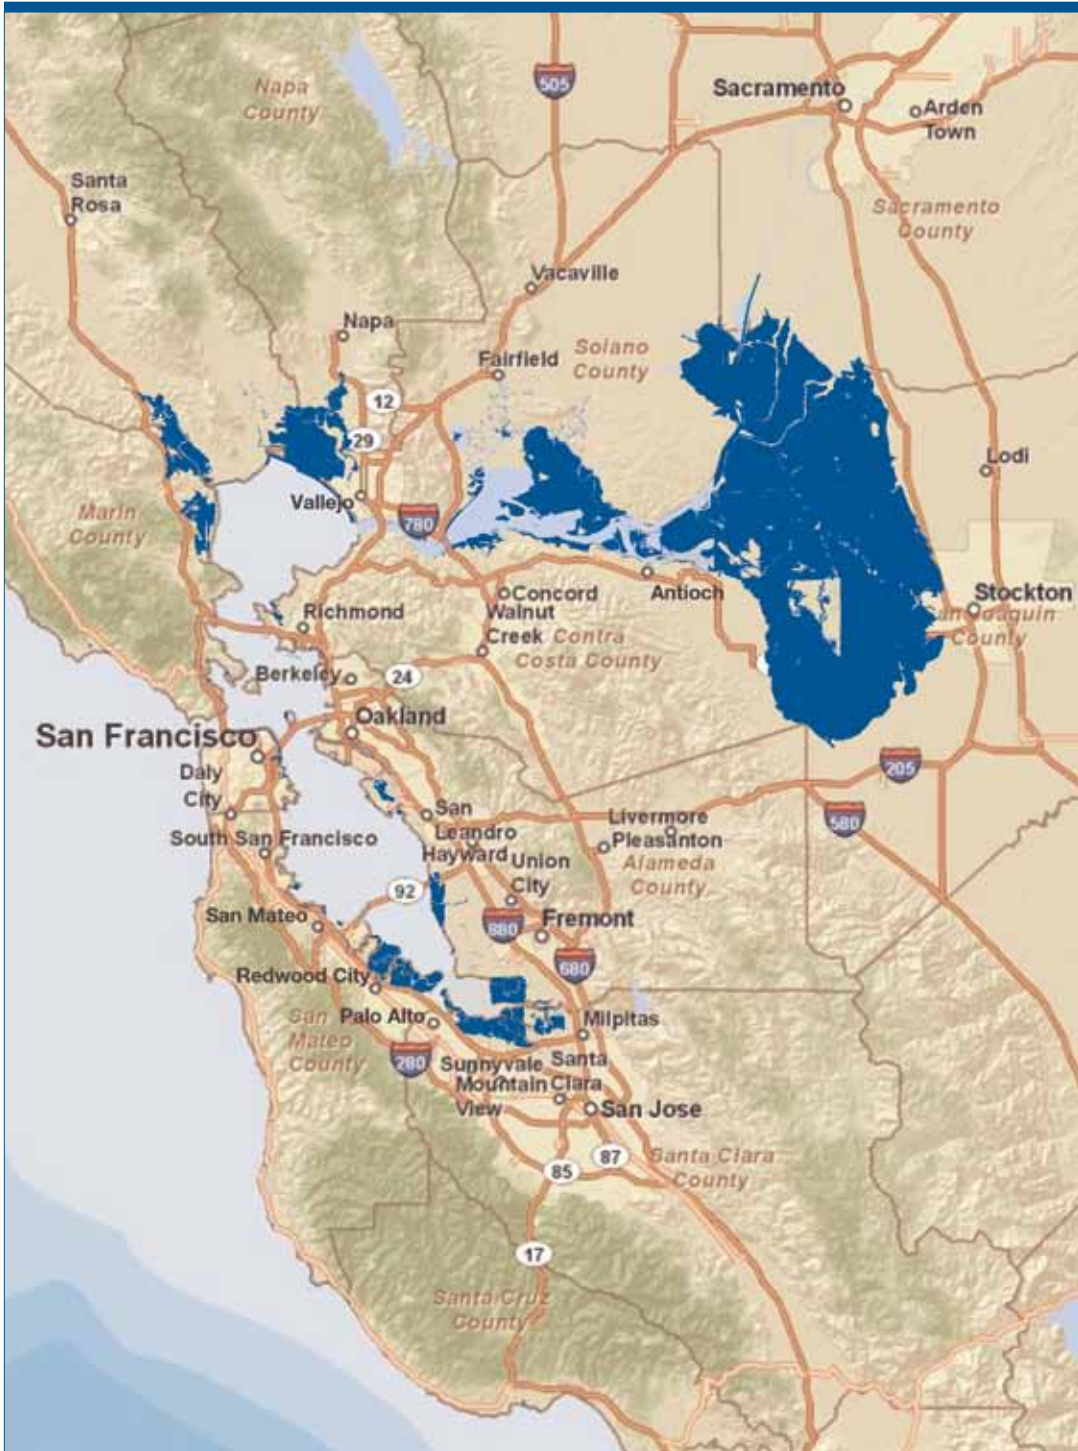 Napa
County
505
Sacramento
Arden
Town
Santa
Rosa
Sacramento
County
Vacaville
Napa
Solano
County
Fairfield
12
29
Lodi
Vallejo
780
Marin
County
Concord
Antioch
Stockton
Richmond
Walnut
Creek
Contra
Costa County
an Joaquin
County
Berkeley
24
Oakland
San Francisco
Daly
City
205
San
Leandro
Livermore
580
South San Francisco
Pleasanton
Hayward
Union
City
Alameda
County
92
San Mateo
880
Fremont
680
Redwood City
San
Mateo
County
Palo Alto
Milpitas
280
Sunnyvale
Santa
Clara
Mountain
View
San Jose
85
87
Santa Clara
County
17
Santa Cruz
County